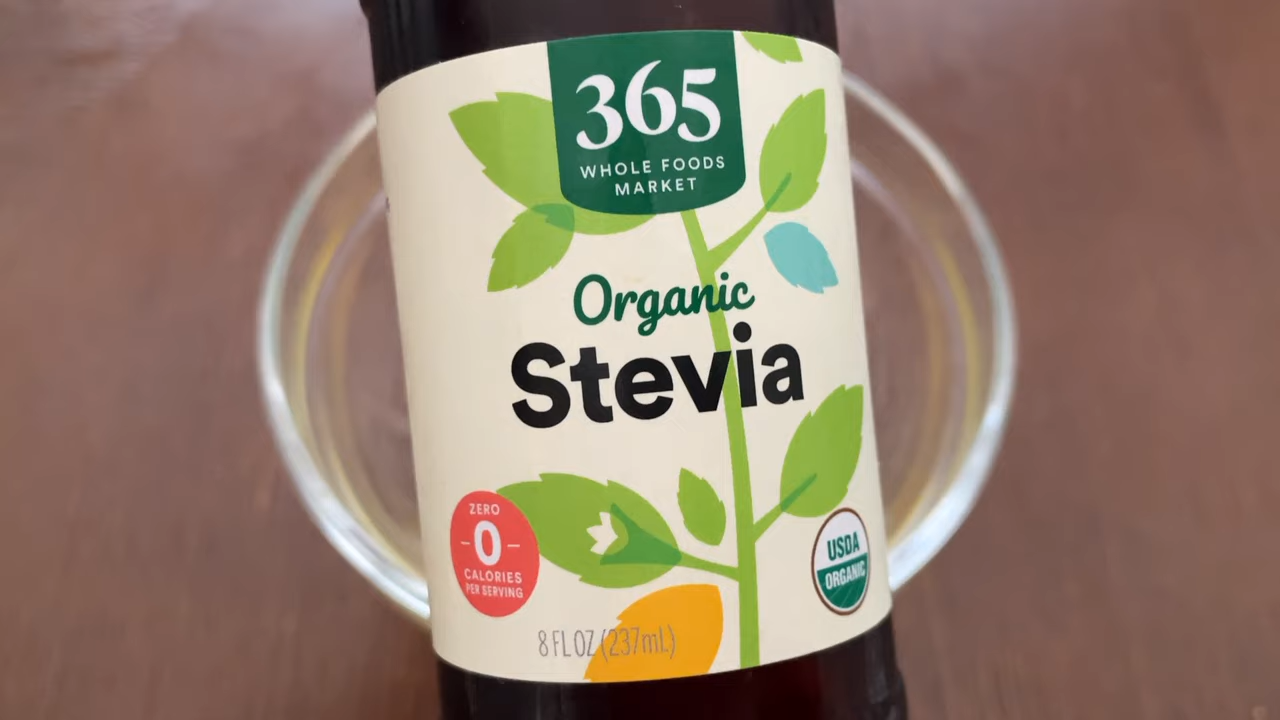 365
WHOLE FOODS
MARKET
Organic
Stevia
ZERO
0
CALORIES
PER SERVING
USDA
ORGANIC
8 FL OZ (237mL)